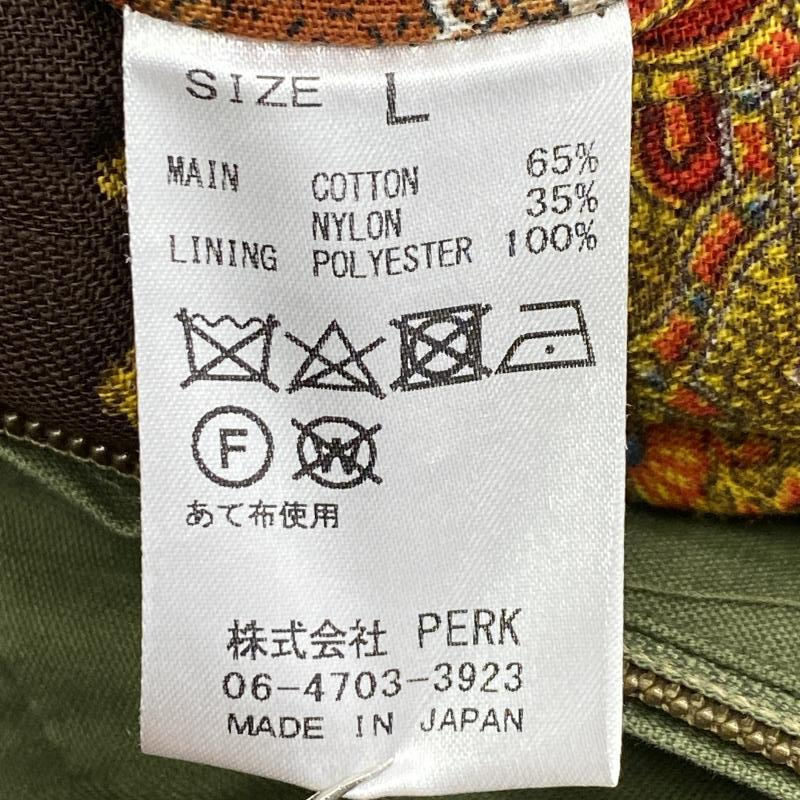 SIZE L
MAIN COTTON 65%
NYLON 35%
LINING POLYESTER 100%
F W
あて布使用
株式会社 PERK
06-4703-3923
MADE IN JAPAN